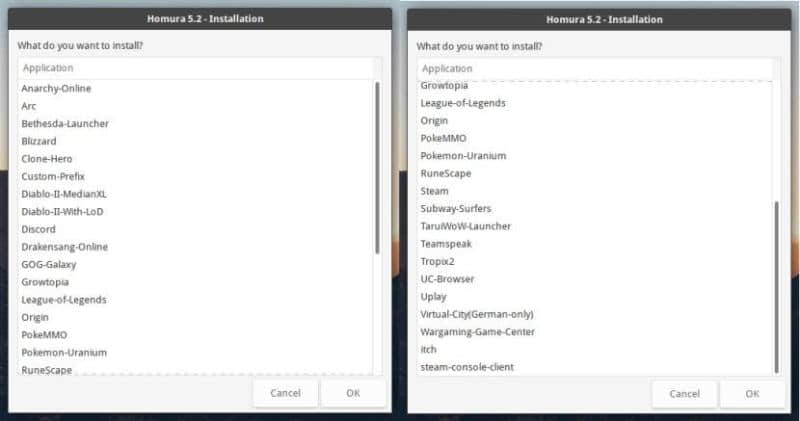 Homura 5.2 - Installation
What do you want to install?
Application
Anarchy-Online
Arc
Bethesda-Launcher
Blizzard
Clone-Hero
Custom-Prefix
Diablo-II-MedianXL
Diablo-II-With-LoD
Discord
Drakensang-Online
GOG-Galaxy
Growtopia
League-of-Legends
Origin
PokeMMO
Pokemon-Uranium
RuneScape
Cancel
OK
Homura 5.2 - Installation
What do you want to install?
Application
Growtopia
League-of-Legends
Origin
PokeMMO
Pokemon-Uranium
RuneScape
Steam
Subway-Surfers
TaruiWoW-Launcher
Teamspeak
Tropix2
UC-Browser
Uplay
Virtual-City(German-only)
Wargaming-Game-Center
itch
steam-console-client
Cancel
OK